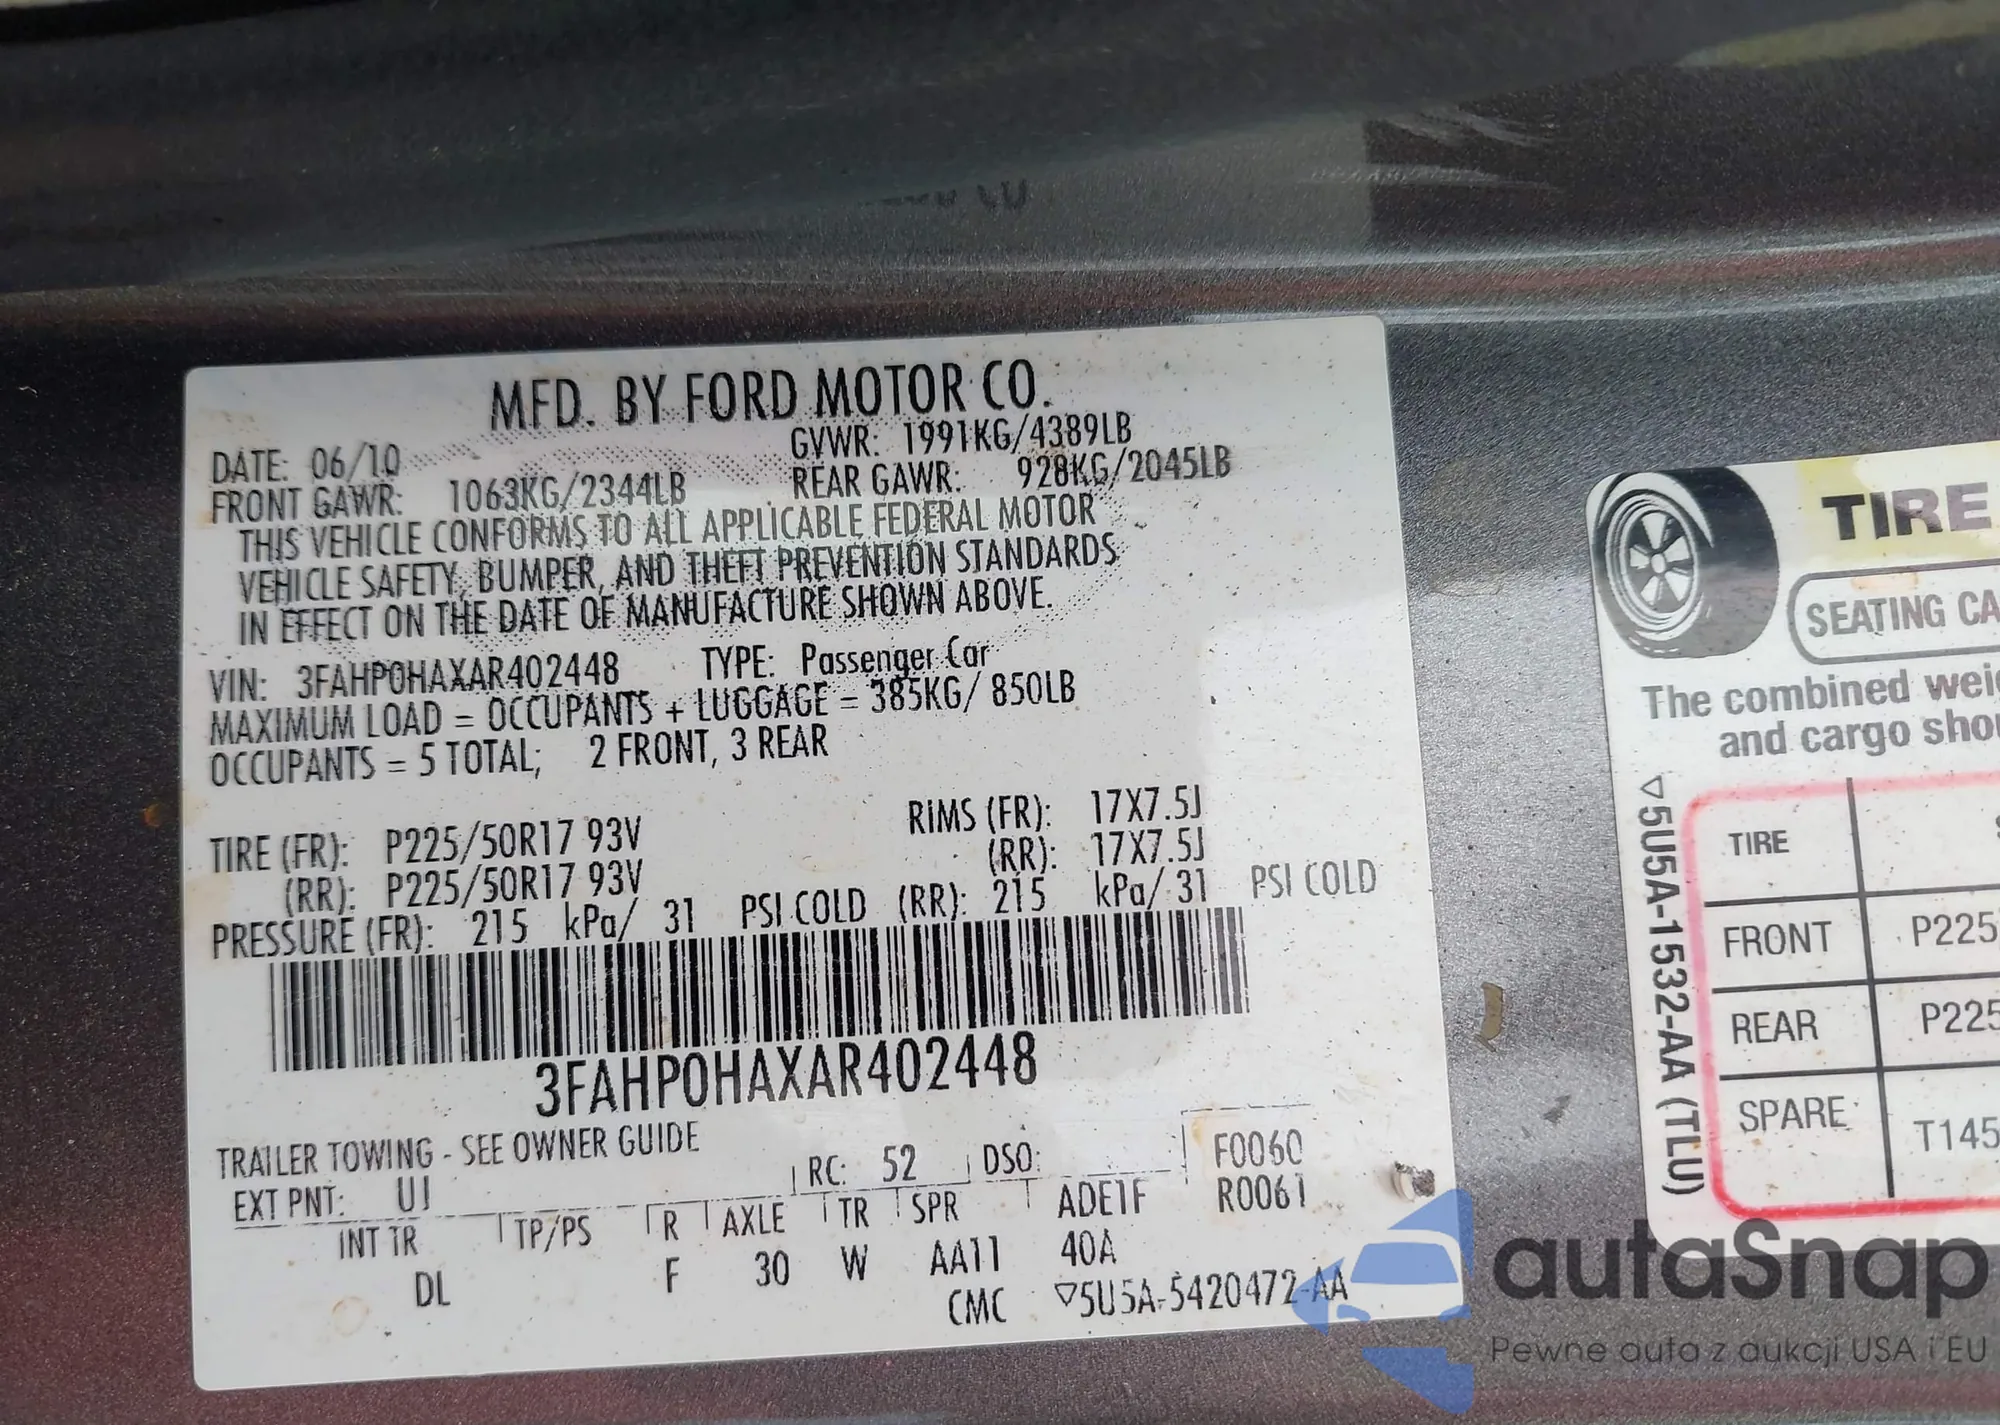 MFD. BY FORD MOTOR CO.
DATE: 06/10 GVWR: 1991KG/4389LB
FRONT GAWR: 1063KG/2344LB REAR GAWR: 928KG/2045LB
THIS VEHICLE CONFORMS TO ALL APPLICABLE FEDERAL MOTOR
VEHICLE SAFETY, BUMPER, AND THEFT PREVENTION STANDARDS
IN EFFECT ON THE DATE OF MANUFACTURE SHOWN ABOVE.
VIN: 3FAHP0HAXAR402448 TYPE: Passenger Car
MAXIMUM LOAD = OCCUPANTS + LUGGAGE = 385KG/ 850LB
OCCUPANTS = 5 TOTAL; 2 FRONT, 3 REAR
TIRE (FR): P225/50R17 93V RIMS (FR): 17X7.5J
(RR): P225/50R17 93V (RR): 17X7.5J
PRESSURE (FR): 215 kPa/ 31 PSI COLD (RR): 215 kPa/ 31 PSI COLD
3FAHP0HAXAR402448
TRAILER TOWING - SEE OWNER GUIDE
EXT PNT: UJ RC: 52 DSO: F0060
R0061
INT TR TP/PS R AXLE TR SPR ADE1F
DL F 30 W AA11 40A
CMC ▽5U5A-5420472-AA
TIRE
SEATING CA
The combined wei
and cargo sho
▽5U5A-1532-AA (TLU)
TIRE S
FRONT P225
REAR P225
SPARE T145
autaSnap
Pewne auta z aukcji USA i EU